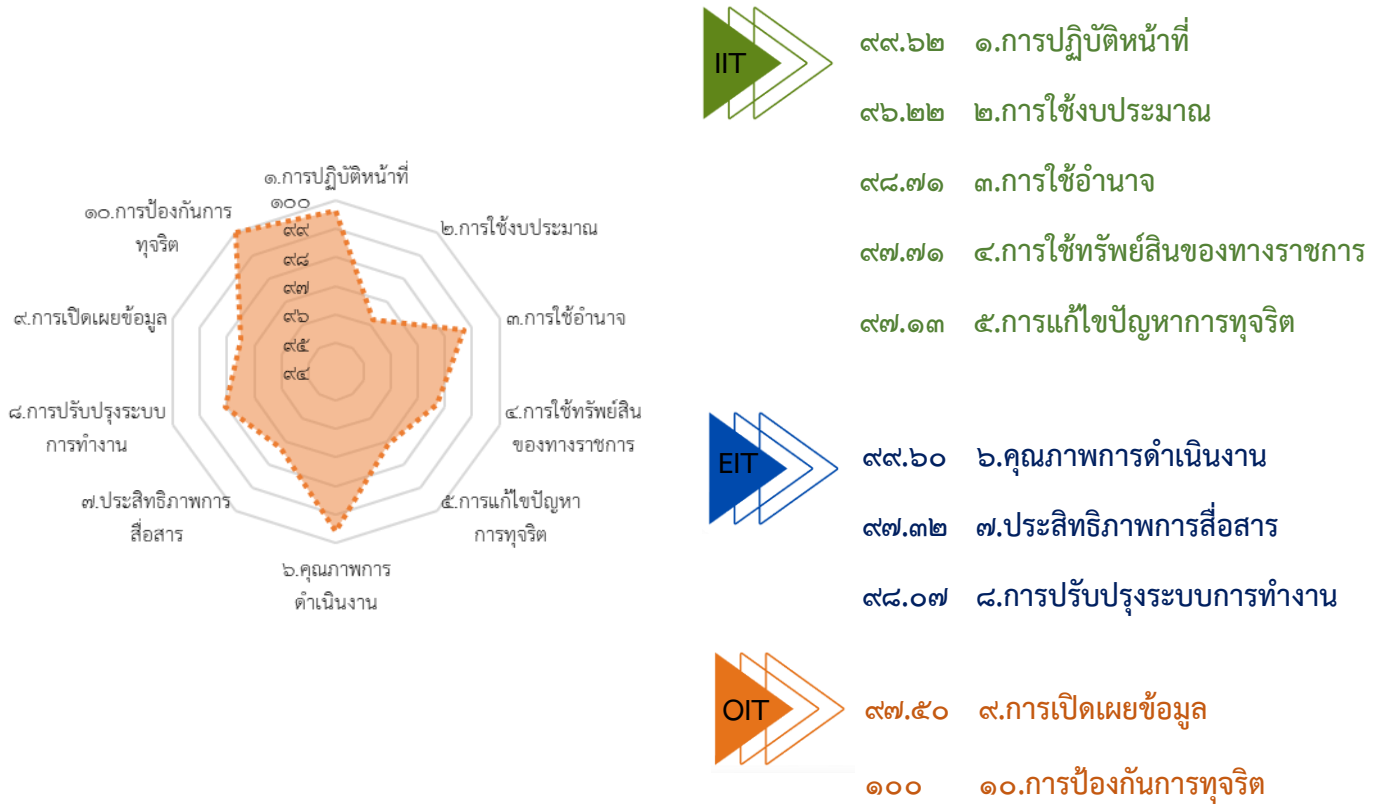 ๑.การปฏิบัติหน้าที่
๑๐๐
๙๙
๙๘
๙๗
๙๖
๙๕
๙๔
๒.การใช้งบประมาณ
๓.การใช้อำนาจ
๔.การใช้ทรัพย์สิน
ของทางราชการ
๕.การแก้ไขปัญหา
การทุจริต
๖.คุณภาพการ
ดำเนินงาน
๗.ประสิทธิภาพการ
สื่อสาร
๘.การปรับปรุงระบบ
การทำงาน
๙.การเปิดเผยข้อมูล
๑๐.การป้องกันการ
ทุจริต
IIT
๙๙.๖๒ ๑.การปฏิบัติหน้าที่
๙๖.๒๒ ๒.การใช้งบประมาณ
๙๘.๗๑ ๓.การใช้อำนาจ
๙๗.๗๑ ๔.การใช้ทรัพย์สินของทางราชการ
๙๗.๑๓ ๕.การแก้ไขปัญหาการทุจริต
EIT
๙๙.๖๐ ๖.คุณภาพการดำเนินงาน
๙๗.๓๒ ๗.ประสิทธิภาพการสื่อสาร
๙๘.๐๗ ๘.การปรับปรุงระบบการทำงาน
OIT
๙๗.๕๐ ๙.การเปิดเผยข้อมูล
๑๐๐ ๑๐.การป้องกันการทุจริต